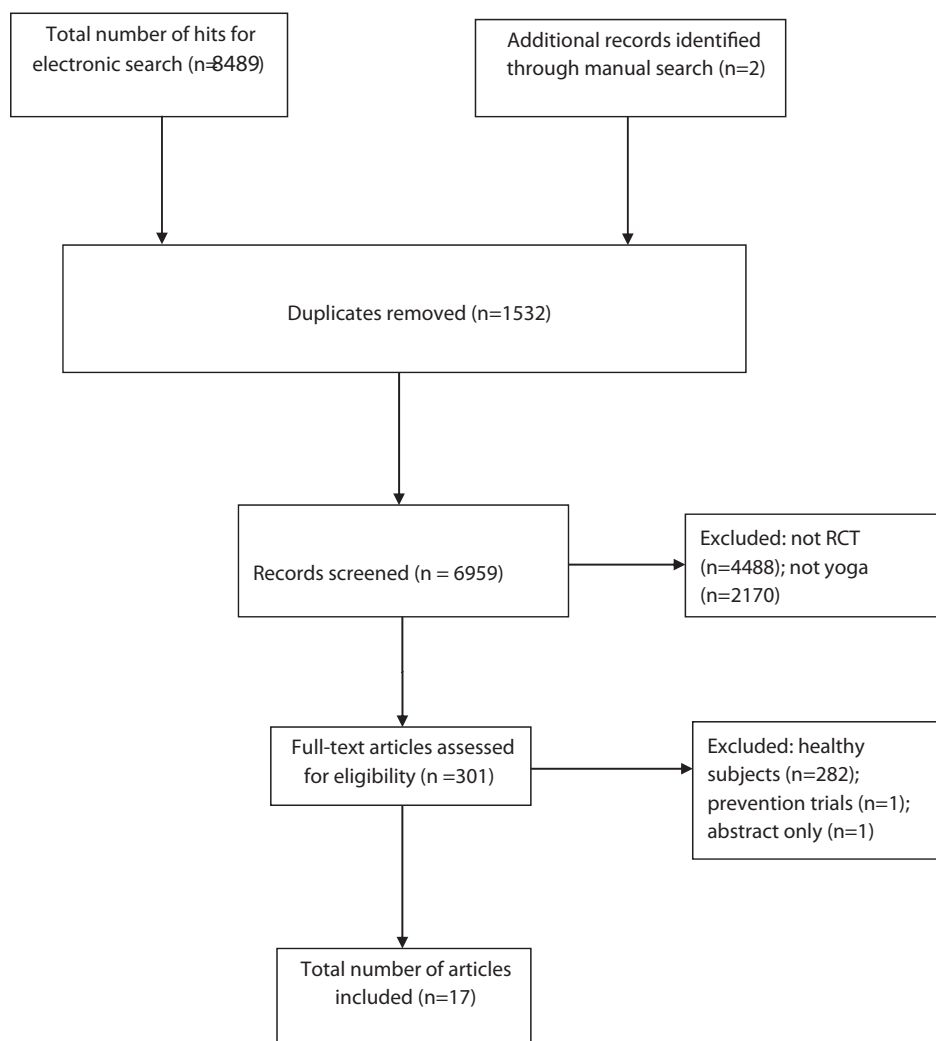 Total number of hits for
electronic search (n=8489)
Additional records identified
through manual search (n=2)
Duplicates removed (n=1532)
Records screened (n = 6959)
Excluded: not RCT
(n=4488); not yoga
(n=2170)
Full-text articles assessed
for eligibility (n =301)
Excluded: healthy
subjects (n=282);
prevention trials (n=1);
abstract only (n=1)
Total number of articles
included (n=17)